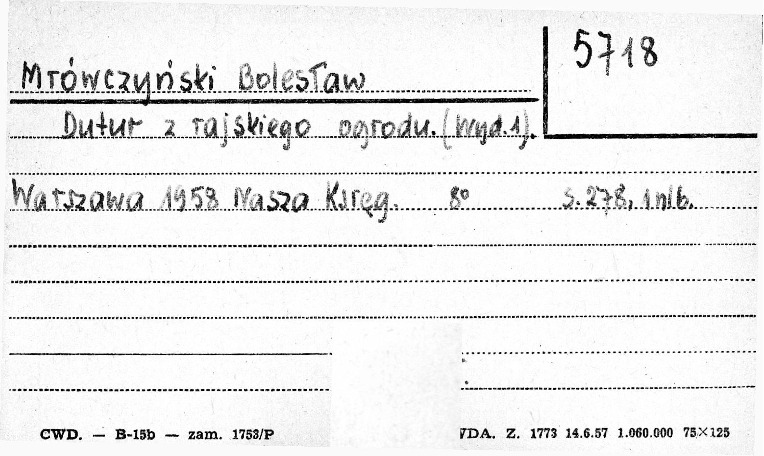 5718
Mrówczyński Bolesław
Dutur z rajskiego ogrodu. (Wyd. 1).
Warszawa 1958 Nasza Księg. 8° s. 278, 1 nlb.
CWD. — B-15b — zam. 1753/P WDA. Z. 1773 14.6.57 1.060.000 75×125